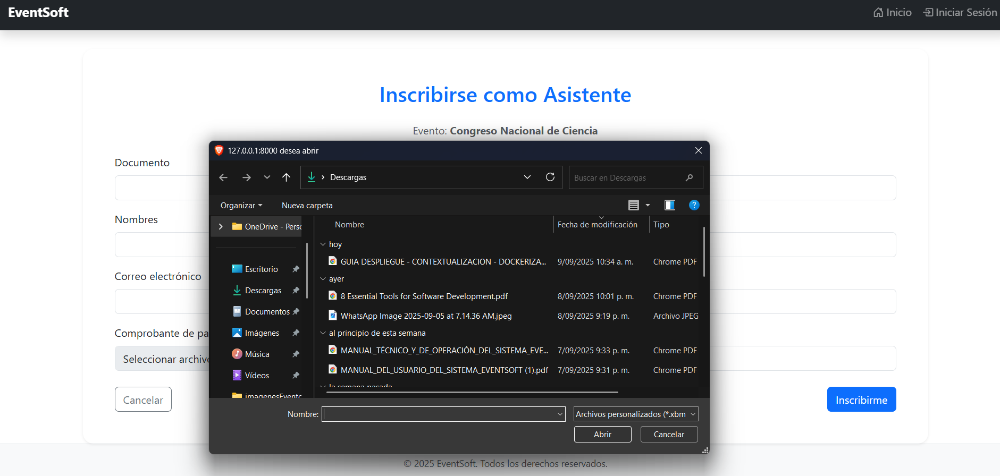 EventSoft
Inicio
Iniciar Sesión
Inscribirse como Asistente
Evento: Congreso Nacional de Ciencia
Documento
Nombres
Correo electrónico
Comprobante de pa
Seleccionar archivo
Cancelar
Inscribirme
127.0.0.1:8000 desea abrir
Descargas
Buscar en Descargas
Organizar
Nueva carpeta
OneDrive - Perso
Escritorio
Descargas
Documentos
Imágenes
Música
Vídeos
imagenesEvento
Nombre Fecha de modificación Tipo
hoy
GUIA DESPLIEGUE - CONTEXTUALIZACION - DOCKERIZA... 9/09/2025 10:34 a. m. Chrome PDF
ayer
8 Essential Tools for Software Development.pdf 8/09/2025 10:01 p. m. Chrome PDF
WhatsApp Image 2025-09-05 at 7.14.36 AM.jpeg 8/09/2025 9:19 p. m. Archivo JPEG
al principio de esta semana
MANUAL_TÉCNICO_Y_DE_OPERACIÓN_DEL_SISTEMA_EVE... 7/09/2025 9:33 p. m. Chrome PDF
MANUAL_DEL_USUARIO_DEL_SISTEMA_EVENTSOFT (1).pdf 7/09/2025 9:31 p. m. Chrome PDF
la semana pasada
Nombre:
Archivos personalizados (*.xbm
Abrir
Cancelar
© 2025 EventSoft. Todos los derechos reservados.